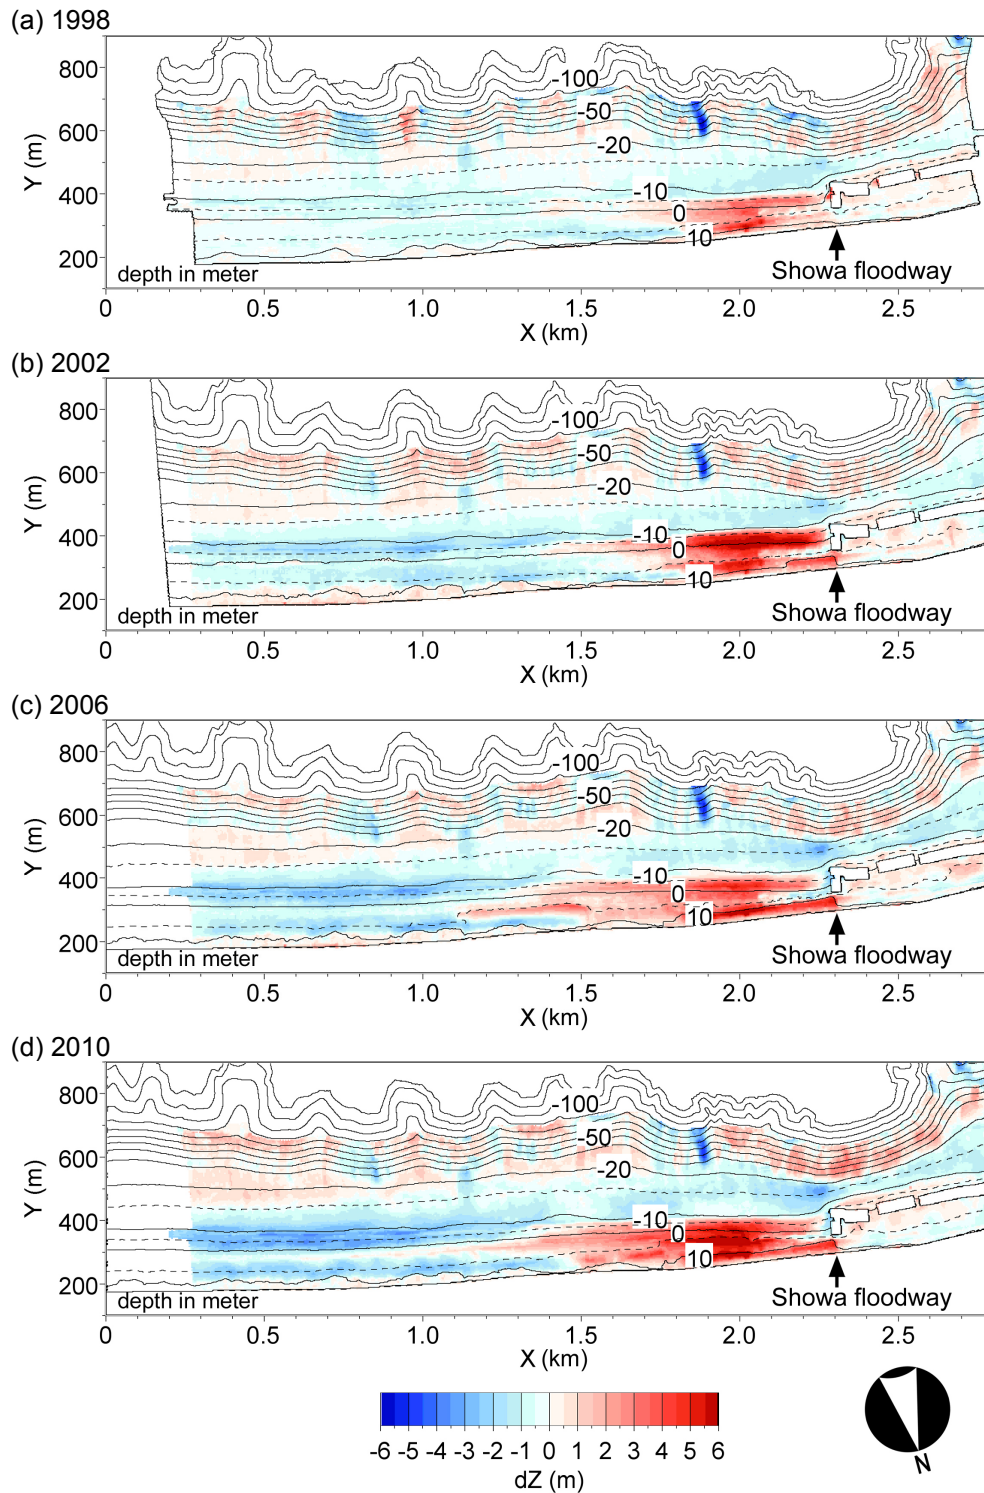 (a) 1998
800
600
400
200
Y (m)
-100
-50
-20
-10
0
10
depth in meter
Showa floodway
0 0.5 1.0 1.5 2.0 2.5
X (km)
(b) 2002
800
600
400
200
Y (m)
-100
-50
-20
-10
0
10
depth in meter
Showa floodway
0 0.5 1.0 1.5 2.0 2.5
X (km)
(c) 2006
800
600
400
200
Y (m)
-100
-50
-20
-10
0
10
depth in meter
Showa floodway
0 0.5 1.0 1.5 2.0 2.5
X (km)
(d) 2010
800
600
400
200
Y (m)
-100
-50
-20
-10
0
10
depth in meter
Showa floodway
0 0.5 1.0 1.5 2.0 2.5
X (km)
-6 -5 -4 -3 -2 -1 0 1 2 3 4 5 6
dZ (m)
N